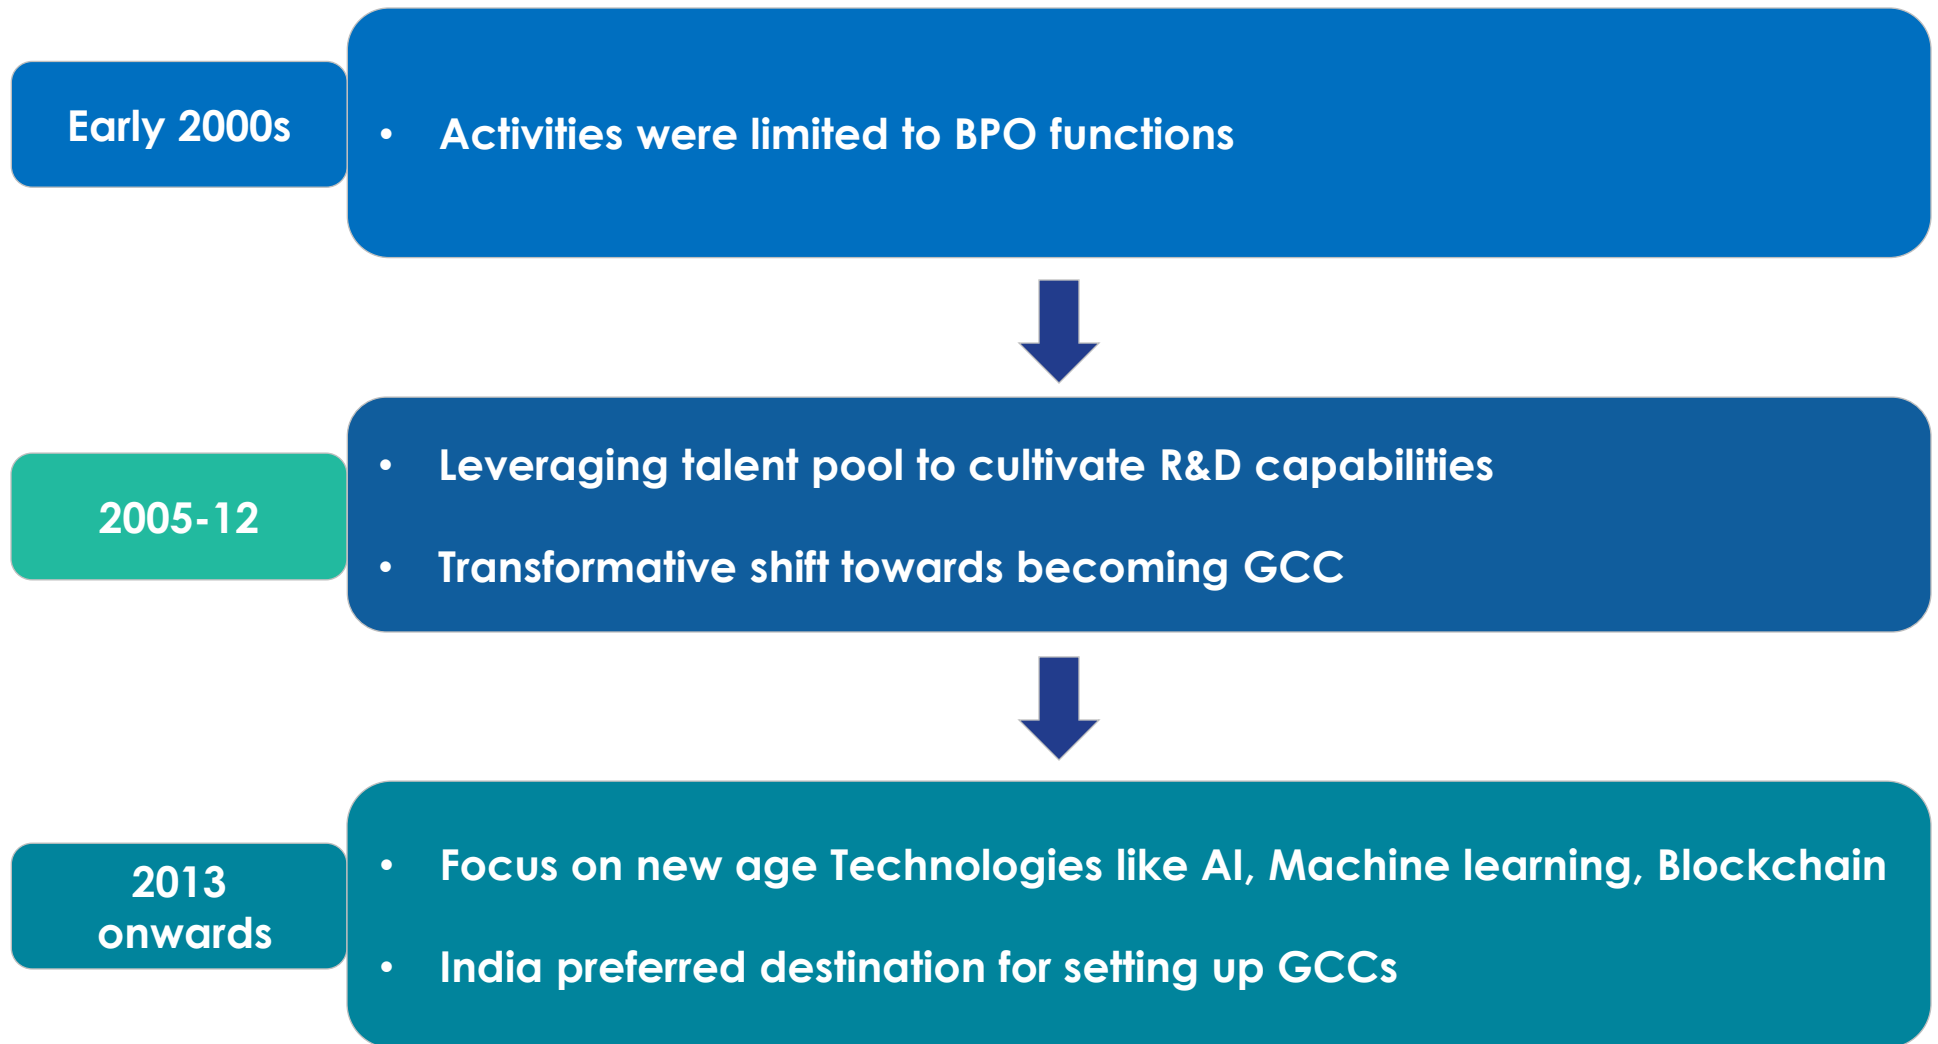 Early 2000s
• Activities were limited to BPO functions
2005-12
• Leveraging talent pool to cultivate R&D capabilities
• Transformative shift towards becoming GCC
2013
onwards
• Focus on new age Technologies like AI, Machine learning, Blockchain
• India preferred destination for setting up GCCs